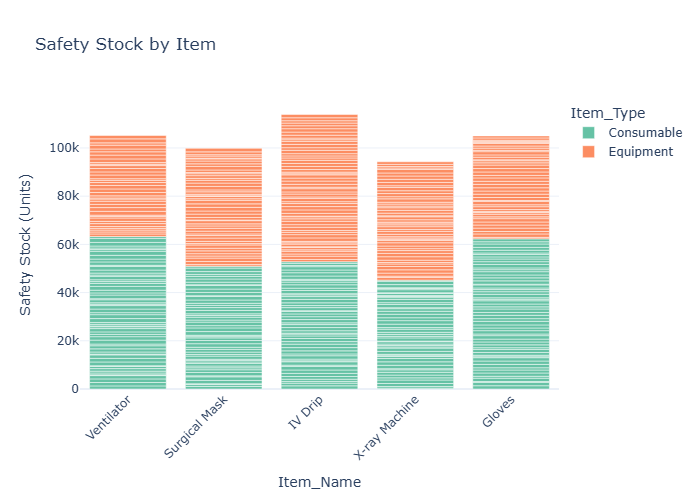 Safety Stock by Item
Item_Type
Consumable
Equipment
Safety Stock (Units)
100k
80k
60k
40k
20k
0
Ventilator
Surgical Mask
IV Drip
X-ray Machine
Gloves
Item_Name